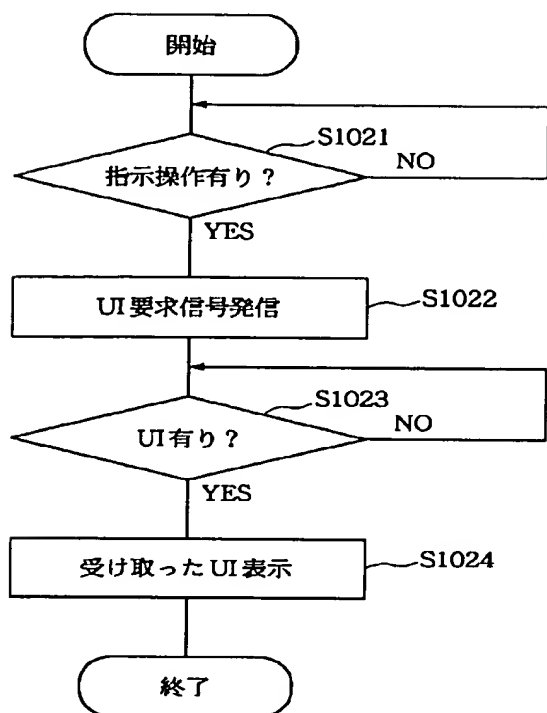 開始
S1021
指示操作有り?
NO
YES
UI要求信号発信
S1022
S1023
UI有り?
NO
YES
受け取ったUI表示
S1024
終了